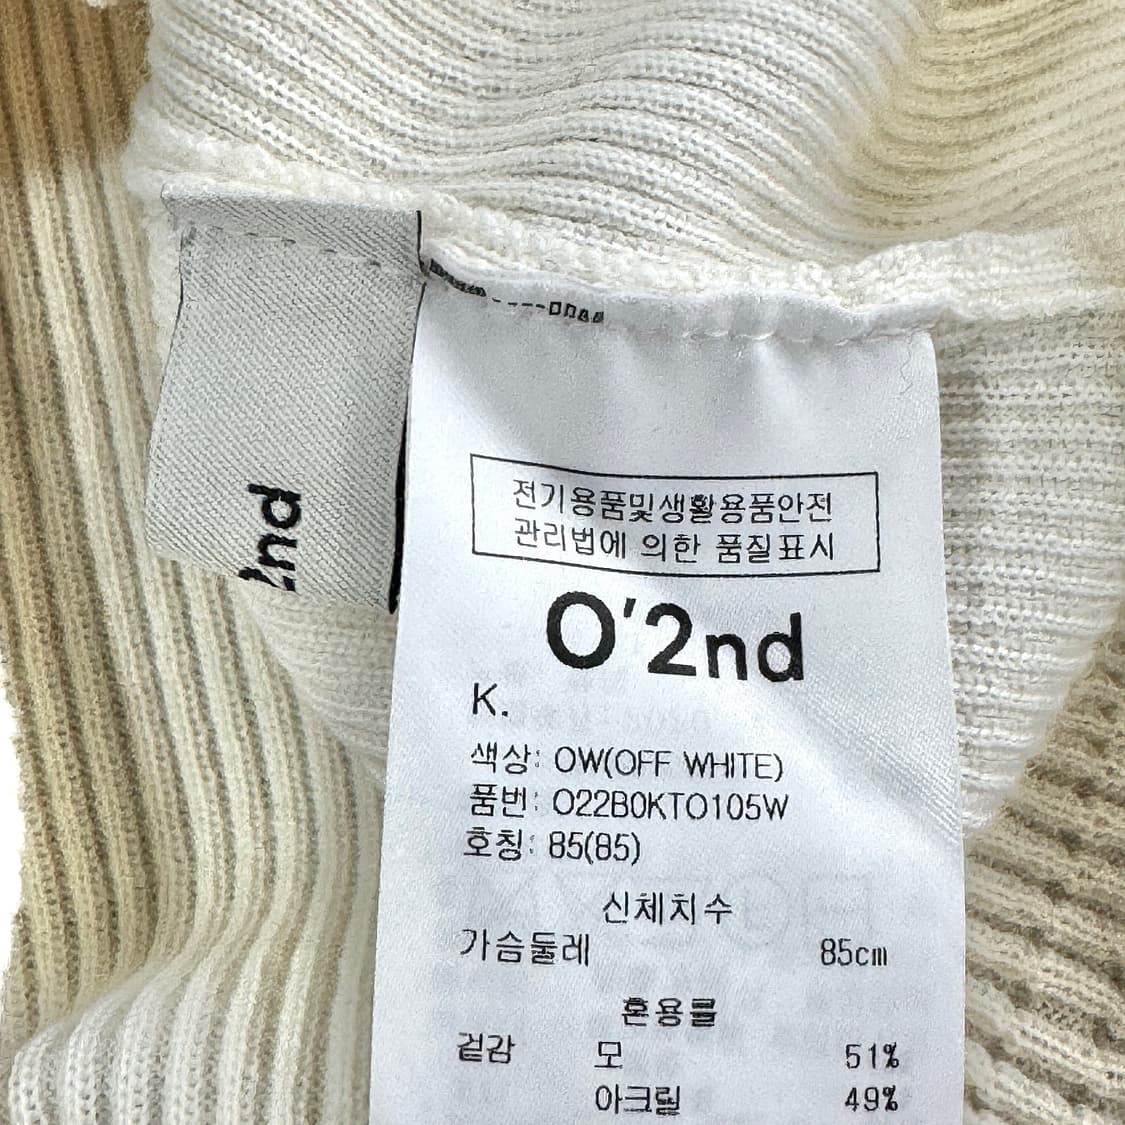 2nd
전기용품및생활용품안전
관리법에 의한 품질표시
O'2nd
K.
색상: OW(OFF WHITE)
품번: O22B0KTO105W
호칭: 85(85)
신체치수
가슴둘레 85cm
혼용률
겉감 모 51%
아크릴 49%